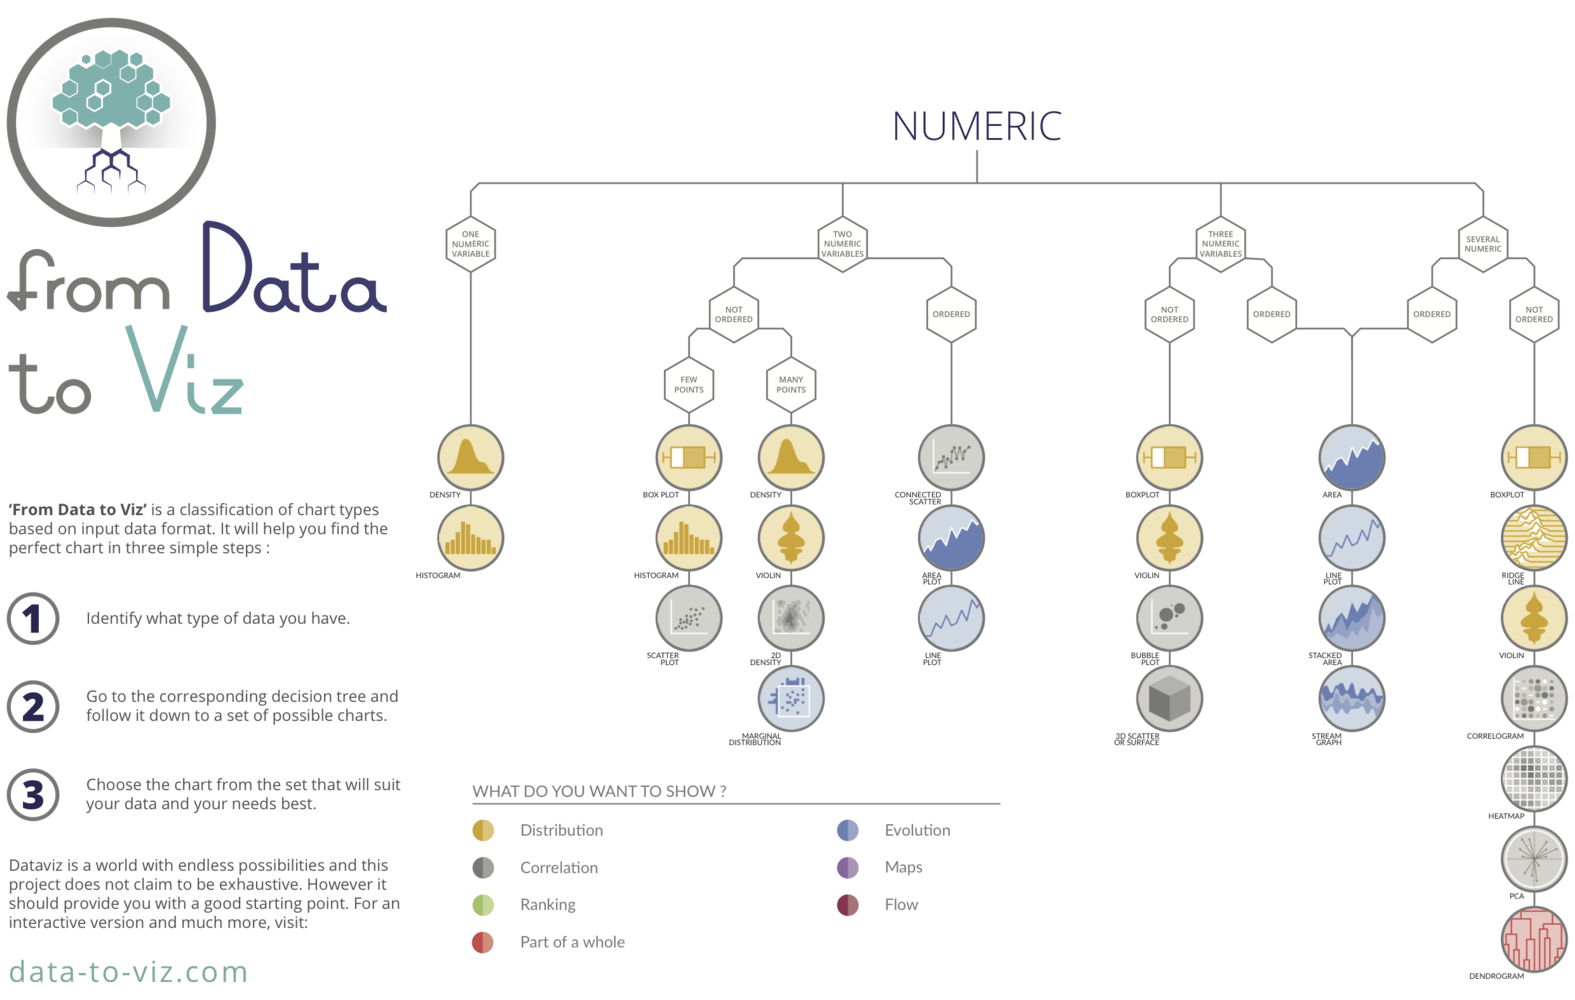 from Data
to Viz
‘From Data to Viz’ is a classification of chart types
based on input data format. It will help you find the
perfect chart in three simple steps :
1
Identify what type of data you have.
2
Go to the corresponding decision tree and
follow it down to a set of possible charts.
3
Choose the chart from the set that will suit
your data and your needs best.
Dataviz is a world with endless possibilities and this
project does not claim to be exhaustive. However it
should provide you with a good starting point. For an
interactive version and much more, visit:
data-to-viz.com
NUMERIC
ONE
NUMERIC
VARIABLE
DENSITY
HISTOGRAM
TWO
NUMERIC
VARIABLES
NOT
ORDERED
FEW
POINTS
BOX PLOT
HISTOGRAM
SCATTER
PLOT
MANY
POINTS
DENSITY
VIOLIN
2D
DENSITY
MARGINAL
DISTRIBUTION
ORDERED
CONNECTED
SCATTER
AREA
PLOT
LINE
PLOT
THREE
NUMERIC
VARIABLES
NOT
ORDERED
BOXPLOT
VIOLIN
BUBBLE
PLOT
3D SCATTER
OR SURFACE
ORDERED
SEVERAL
NUMERIC
ORDERED
AREA
LINE
PLOT
STACKED
AREA
STREAM
GRAPH
NOT
ORDERED
BOXPLOT
RIDGE
LINE
VIOLIN
CORRELOGRAM
HEATMAP
PCA
DENDROGRAM
WHAT DO YOU WANT TO SHOW ?
Distribution
Correlation
Ranking
Part of a whole
Evolution
Maps
Flow